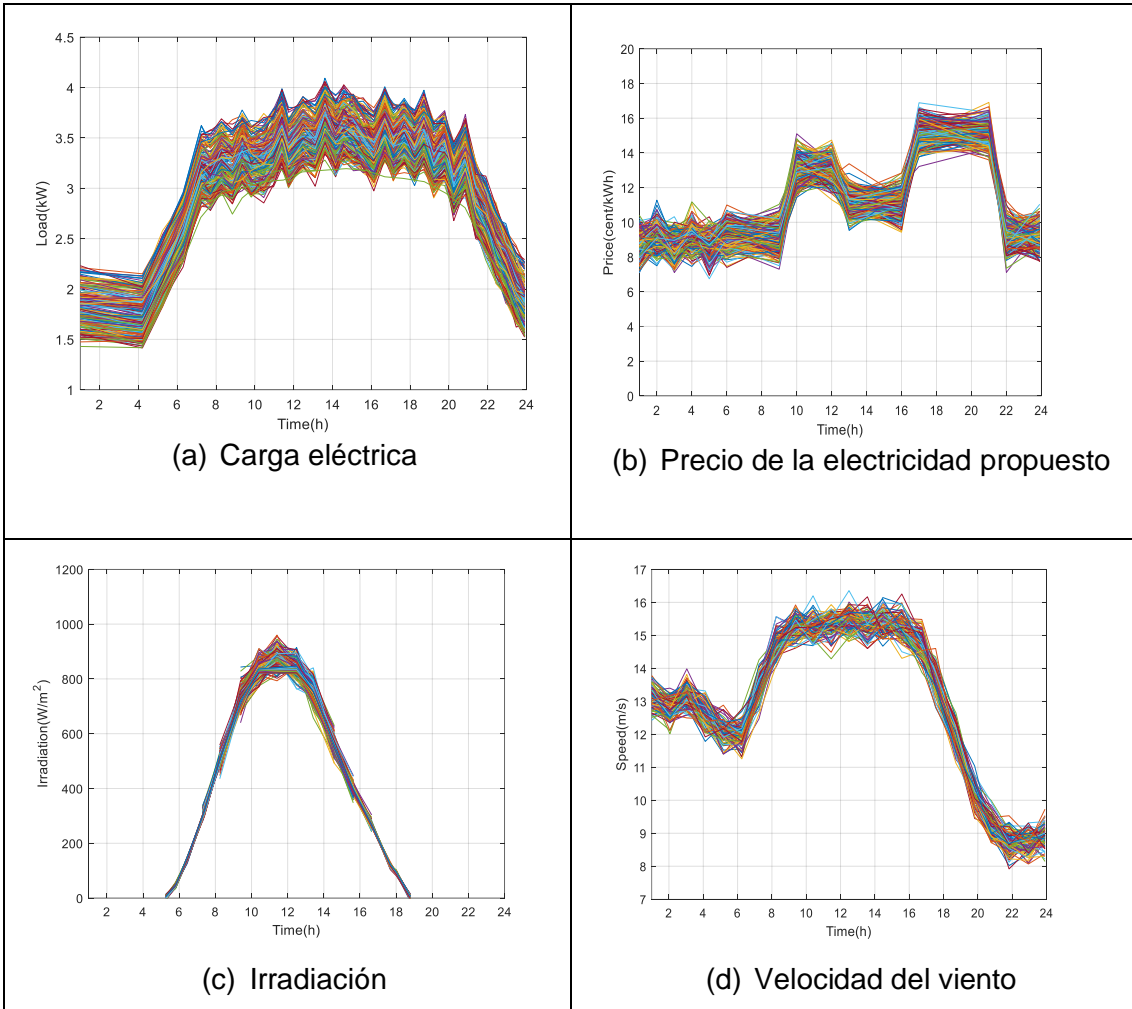 4.5
4
3.5
3
2.5
2
1.5
1
Load(kW)
2 4 6 8 10 12 14 16 18 20 22 24
Time(h)
(a) Carga eléctrica
20
18
16
14
12
10
8
6
4
2
0
Price(cent/kWh)
2 4 6 8 10 12 14 16 18 20 22 24
Time(h)
(b) Precio de la electricidad propuesto
1200
1000
800
600
400
200
0
Irradiation(W/m²)
2 4 6 8 10 12 14 16 18 20 22 24
Time(h)
(c) Irradiación
17
16
15
14
13
12
11
10
9
8
7
Speed(m/s)
2 4 6 8 10 12 14 16 18 20 22 24
Time(h)
(d) Velocidad del viento